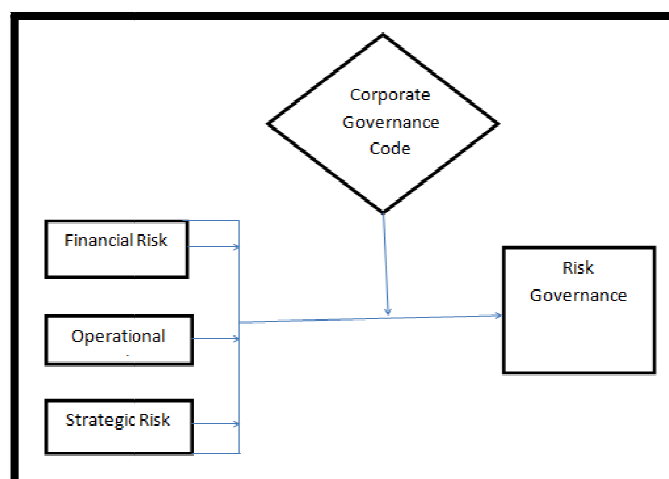 Corporate
Governance
Code
Financial Risk
Risk
Governance
Operational
Strategic Risk